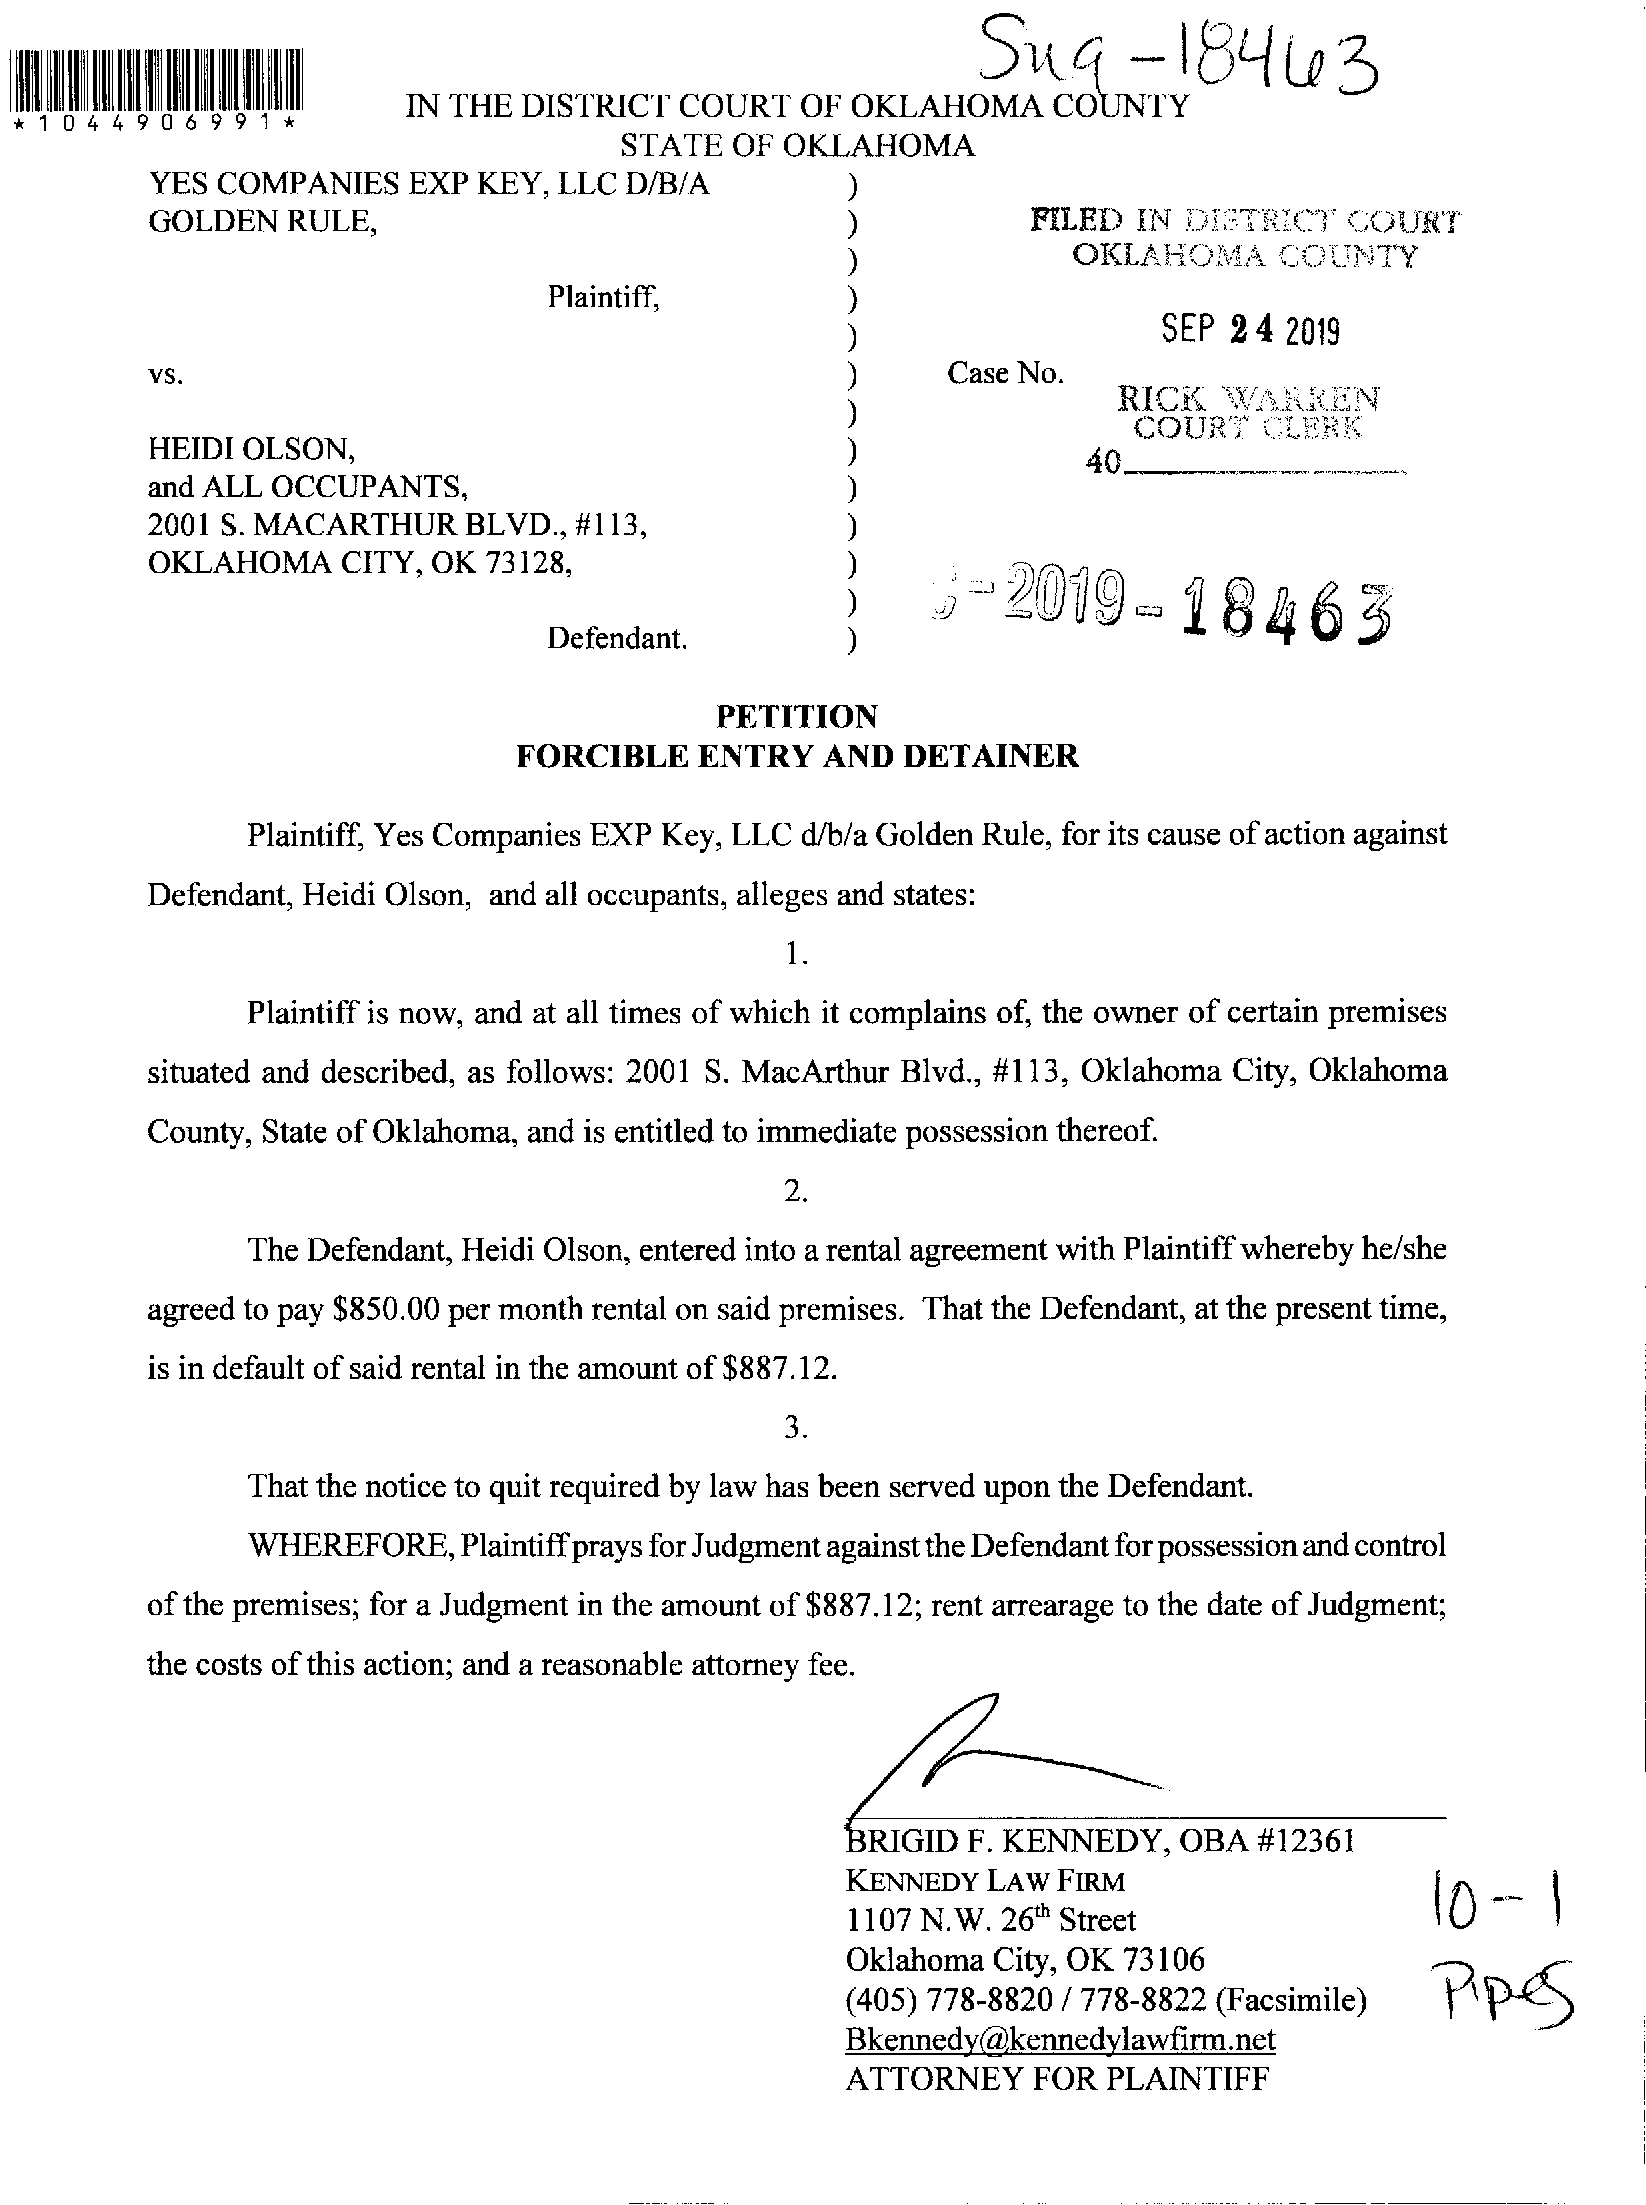 Sug-18463
*1044906991*
IN THE DISTRICT COURT OF OKLAHOMA COUNTY
STATE OF OKLAHOMA
YES COMPANIES EXP KEY, LLC D/B/A )
GOLDEN RULE, )
)
Plaintiff, )
)
vs. )
)
HEIDI OLSON, )
and ALL OCCUPANTS, )
2001 S. MACARTHUR BLVD., #113, )
OKLAHOMA CITY, OK 73128, )
)
Defendant. )
FILED IN DISTRICT COURT
OKLAHOMA COUNTY
SEP 24 2019
Case No.
RICK WARREN
COURT CLERK
40
-2019-18463
PETITION
FORCIBLE ENTRY AND DETAINER
Plaintiff, Yes Companies EXP Key, LLC d/b/a Golden Rule, for its cause of action against
Defendant, Heidi Olson, and all occupants, alleges and states:
1.
Plaintiff is now, and at all times of which it complains of, the owner of certain premises
situated and described, as follows: 2001 S. MacArthur Blvd., #113, Oklahoma City, Oklahoma
County, State of Oklahoma, and is entitled to immediate possession thereof.
2.
The Defendant, Heidi Olson, entered into a rental agreement with Plaintiff whereby he/she
agreed to pay $850.00 per month rental on said premises. That the Defendant, at the present time,
is in default of said rental in the amount of $887.12.
3.
That the notice to quit required by law has been served upon the Defendant.
WHEREFORE, Plaintiff prays for Judgment against the Defendant for possession and control
of the premises; for a Judgment in the amount of $887.12; rent arrearage to the date of Judgment;
the costs of this action; and a reasonable attorney fee.
BRIGID F. KENNEDY, OBA #12361
KENNEDY LAW FIRM
1107 N.W. 26th Street
Oklahoma City, OK 73106
(405) 778-8820 / 778-8822 (Facsimile)
Bkennedy@kennedylawfirm.net
ATTORNEY FOR PLAINTIFF
10-1
Pipes